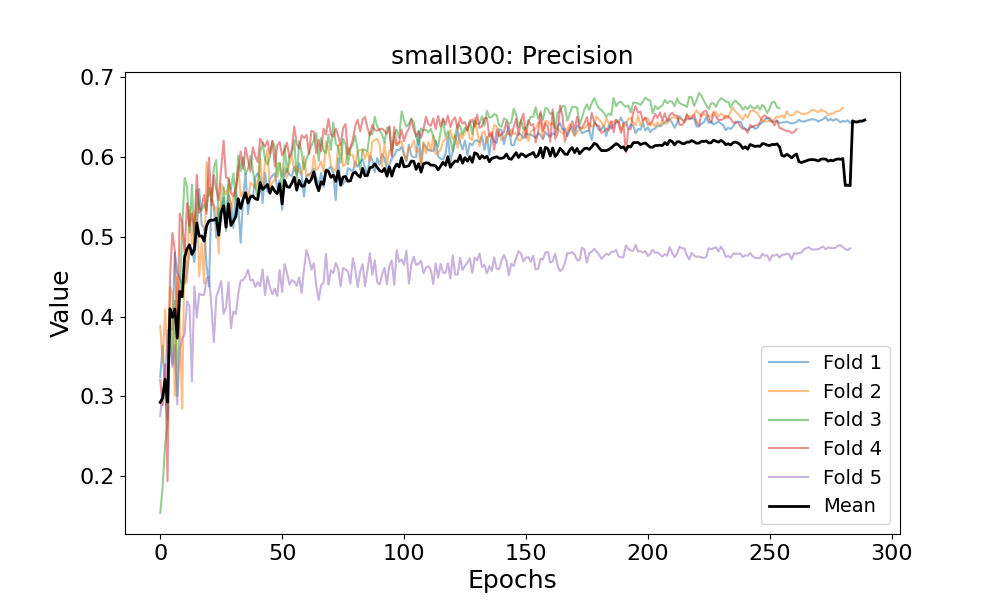 small300: Precision
Value
0.7
0.6
0.5
0.4
0.3
0.2
0
50
100
150
200
250
300
Epochs
Fold 1
Fold 2
Fold 3
Fold 4
Fold 5
Mean